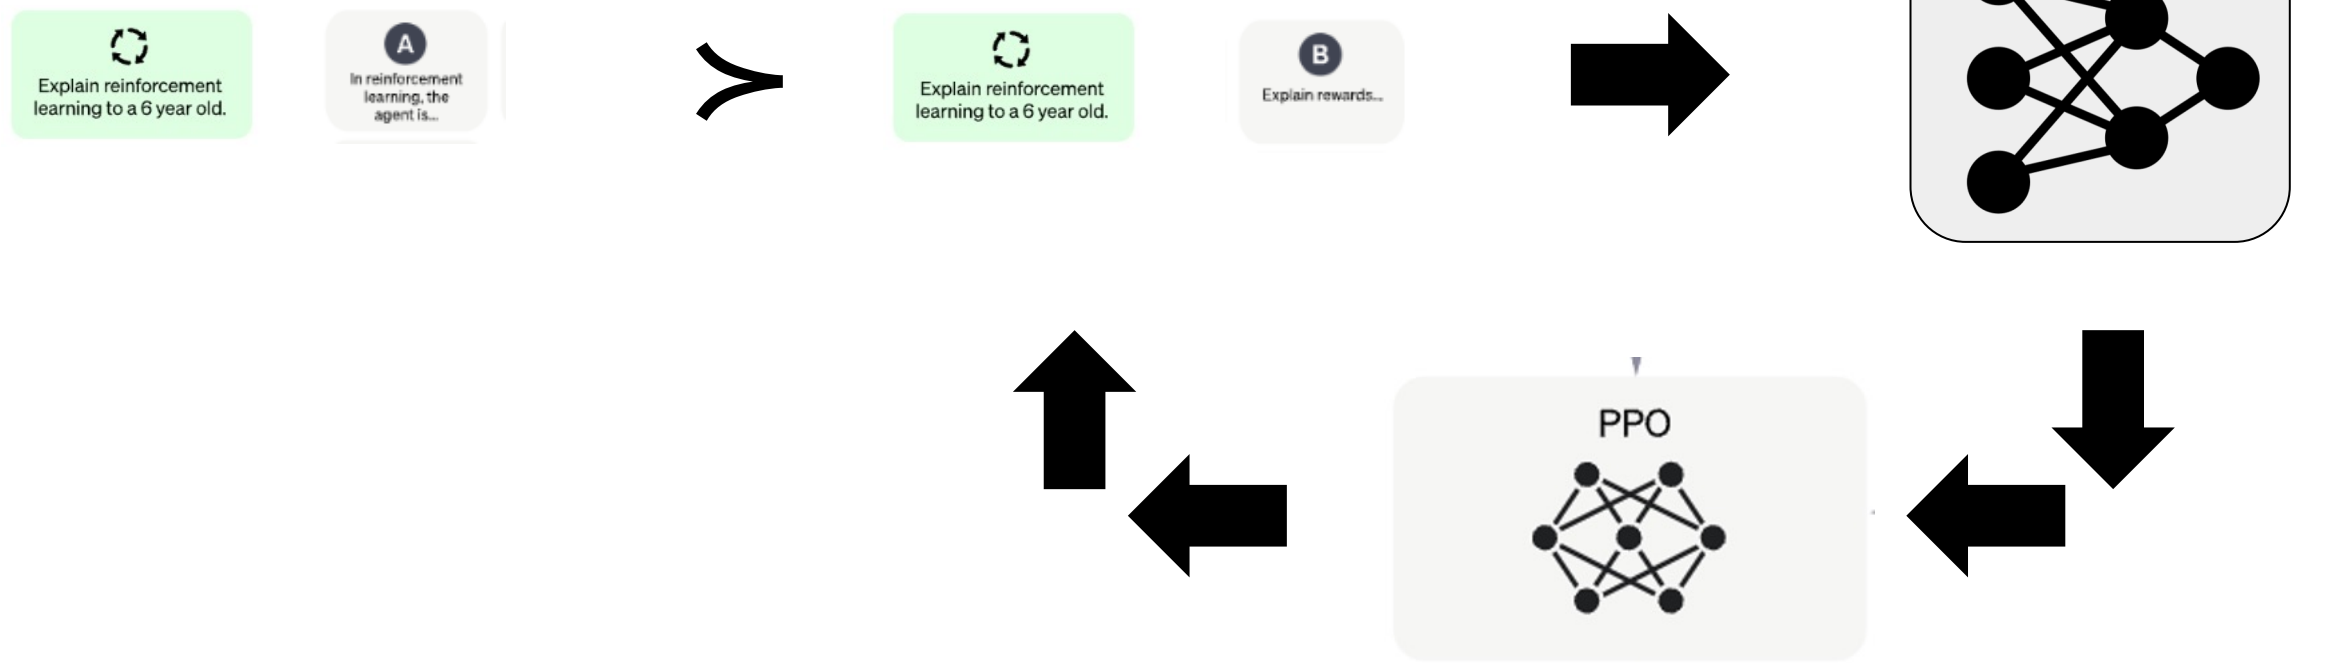 Explain reinforcement
learning to a 6 year old.
A
In reinforcement
learning, the
agent is...
Explain reinforcement
learning to a 6 year old.
B
Explain rewards...
PPO